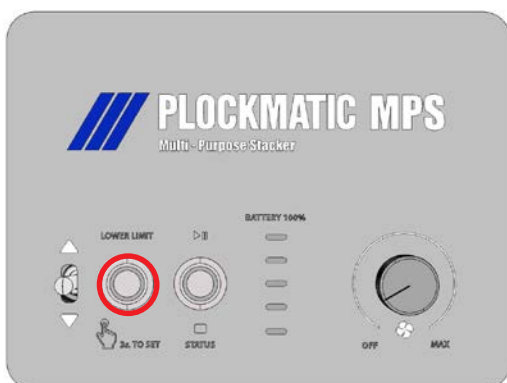 PLOCKMATIC MPS
Multi - Purpose Stacker
BATTERY 100%
LOWER LIMIT
3s. TO SET
STATUS
OFF
MAX